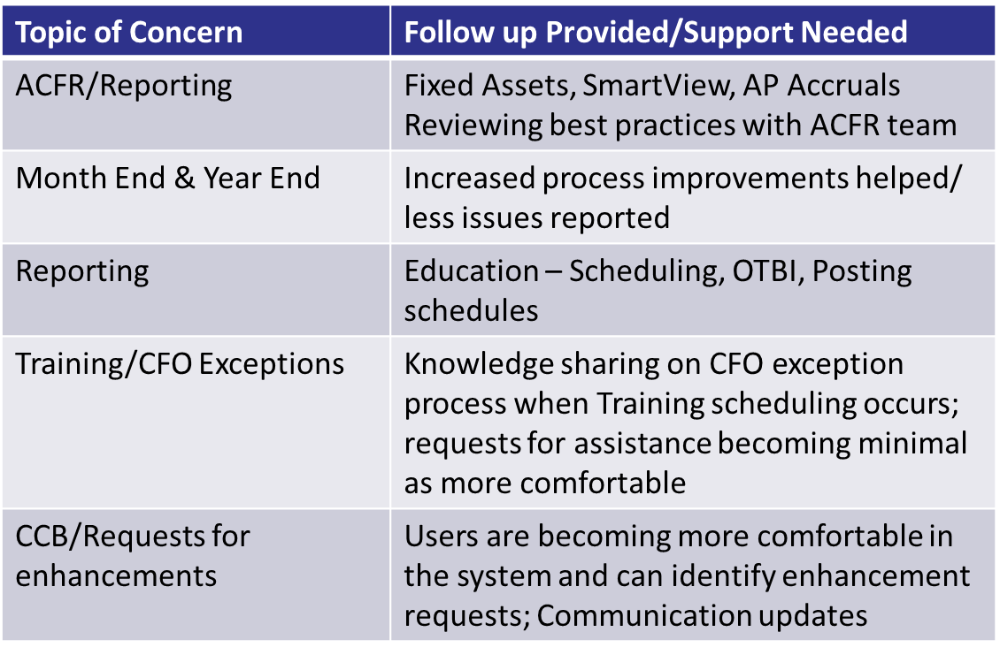 Topic of Concern
Follow up Provided/Support Needed
ACFR/Reporting
Fixed Assets, SmartView, AP Accruals
Reviewing best practices with ACFR team
Month End & Year End
Increased process improvements helped/
less issues reported
Reporting
Education – Scheduling, OTBI, Posting
schedules
Training/CFO Exceptions
Knowledge sharing on CFO exception
process when Training scheduling occurs;
requests for assistance becoming minimal
as more comfortable
CCB/Requests for
enhancements
Users are becoming more comfortable in
the system and can identify enhancement
requests; Communication updates